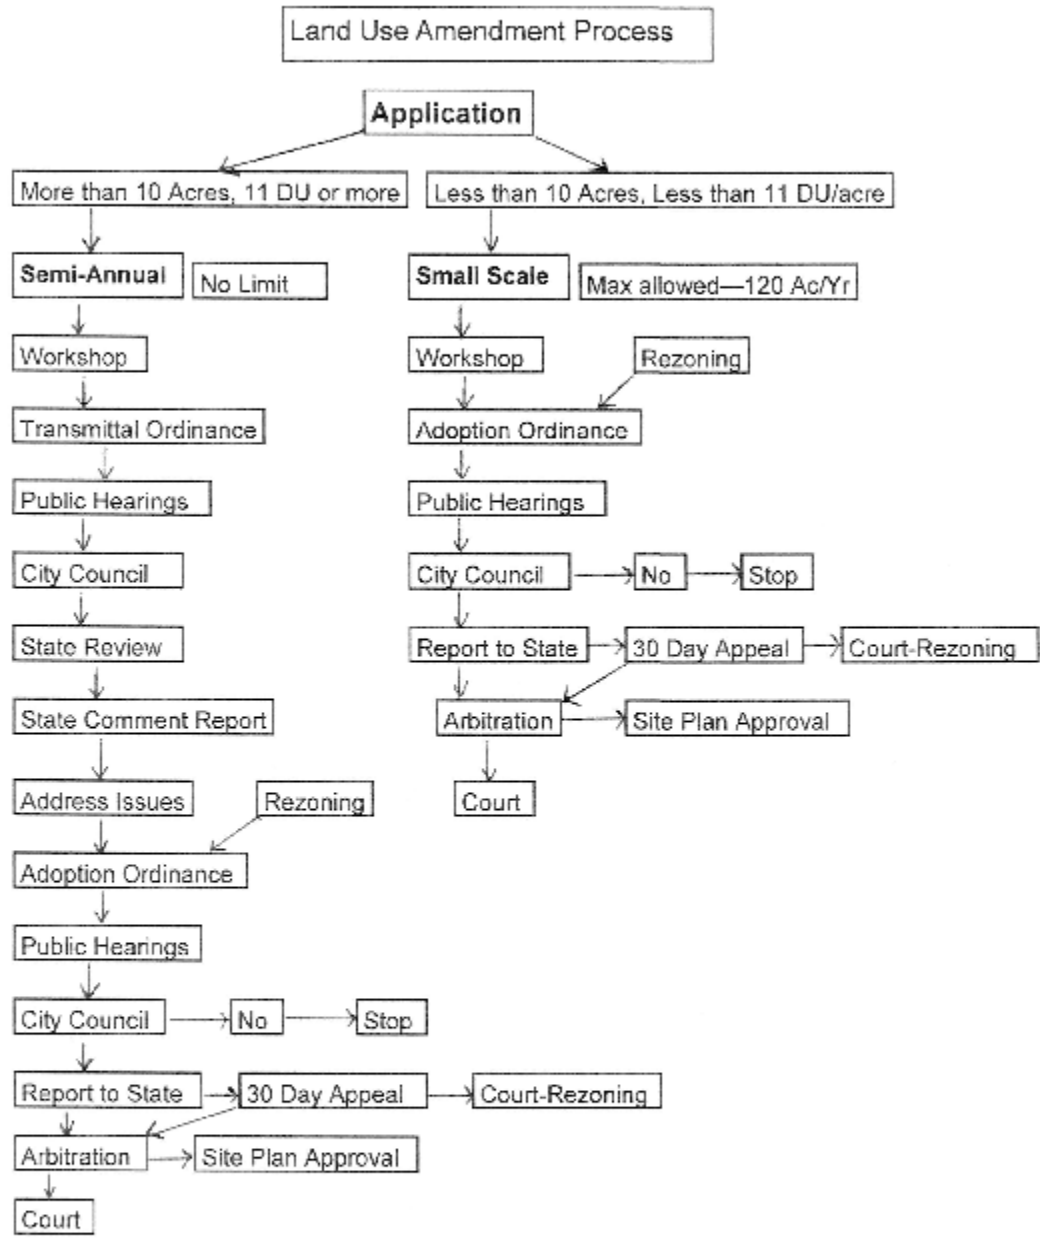 Land Use Amendment Process
Application
More than 10 Acres, 11 DU or more
Less than 10 Acres, Less than 11 DU/acre
Semi-Annual
No Limit
Small Scale
Max allowed—120 Ac/Yr
Workshop
Workshop
Rezoning
Transmittal Ordinance
Adoption Ordinance
Public Hearings
Public Hearings
City Council
City Council
No
Stop
State Review
Report to State
30 Day Appeal
Court-Rezoning
State Comment Report
Arbitration
Site Plan Approval
Address Issues
Rezoning
Court
Adoption Ordinance
Public Hearings
City Council
No
Stop
Report to State
30 Day Appeal
Court-Rezoning
Arbitration
Site Plan Approval
Court